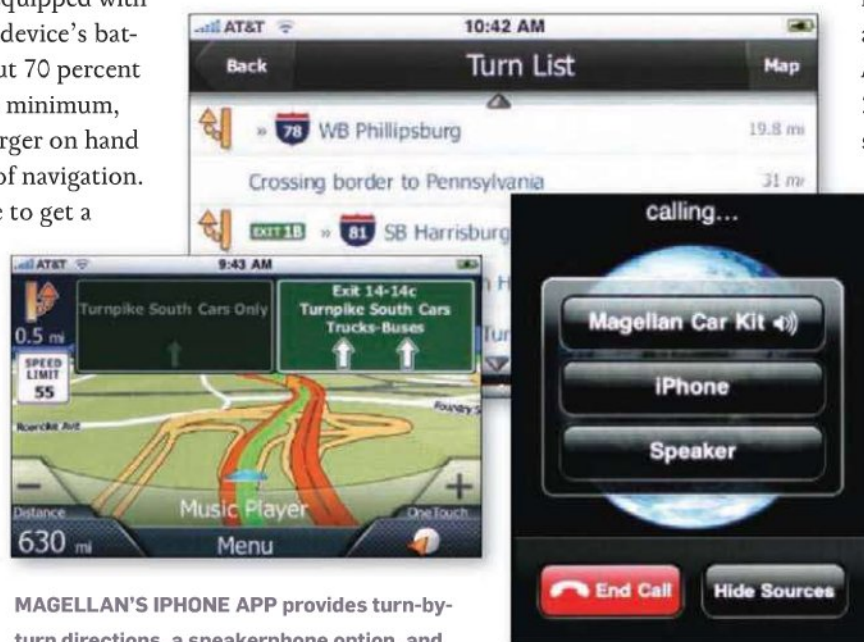 equipped with
device's bat-
ut 70 percent
minimum,
rger on hand
of navigation.
e to get a
AT&T 10:42 AM
Back Turn List Map
» 78 WB Phillipsburg 19.8 mi
Crossing border to Pennsylvania 31 mi
EXIT 1B » 81 SB Harrisburg
AT&T 9:43 AM
Turnpike South Cars Only
Exit 14-14c
Turnpike South Cars
Trucks-Buses
0.5 mi
SPEED
LIMIT
55
Roanoke Ave
Foundry S
Music Player
Distance
OneTouch
630 mi
Menu
calling...
Magellan Car Kit
iPhone
Speaker
End Call Hide Sources
MAGELLAN'S IPHONE APP provides turn-by-
turn directions, a speakerphone option, and